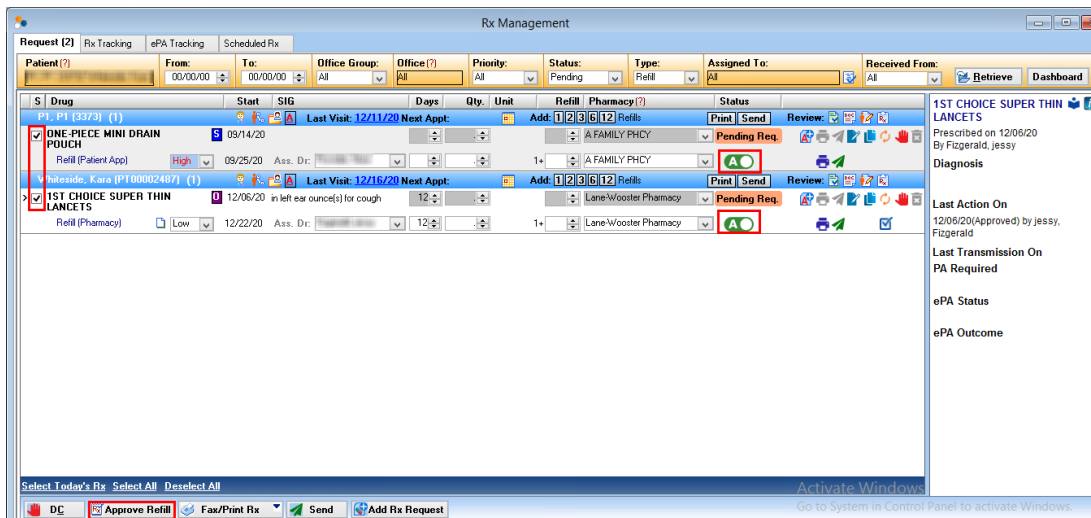 Rx Management
Request (2) Rx Tracking ePA Tracking Scheduled Rx
Patient (?) From: To: Office Group: Office (?) Priority: Status: Type: Assigned To: Received From:
00/00/00 00/00/00 All All All Pending Refill All All Retrieve Dashboard
S Drug Start SIG Days Qty. Unit Refill Pharmacy (?) Status
P1, P1 (3373) (1) A Last Visit: 12/11/20 Next Appt: Add: 1 2 3 6 12 Refills Print Send Review:
ONE-PIECE MINI DRAIN POUCH S 09/14/20 A FAMILY PHCY Pending Req.
Refill (Patient App) High 09/25/20 Ass. Dr: 1+ A FAMILY PHCY A
Whiteside, Kara (PT00002487) (1) A Last Visit: 12/16/20 Next Appt: Add: 1 2 3 6 12 Refills Print Send Review:
1ST CHOICE SUPER THIN LANCETS O 12/06/20 in left ear ounce(s) for cough 12 Lane-Wooster Pharmacy Pending Req.
Refill (Pharmacy) Low 12/22/20 Ass. Dr: 12 1+ Lane-Wooster Pharmacy A
1ST CHOICE SUPER THIN
LANCETS
Prescribed on 12/06/20
By Fizgerald, jessy
Diagnosis
Last Action On
12/06/20(Approved) by jessy,
Fizgerald
Last Transmission On
PA Required
ePA Status
ePA Outcome
Select Today's Rx Select All Deselect All
Activate Windows
Go to System in Control Panel to activate Windows.
DC Approve Refill Fax/Print Rx Send Add Rx Request